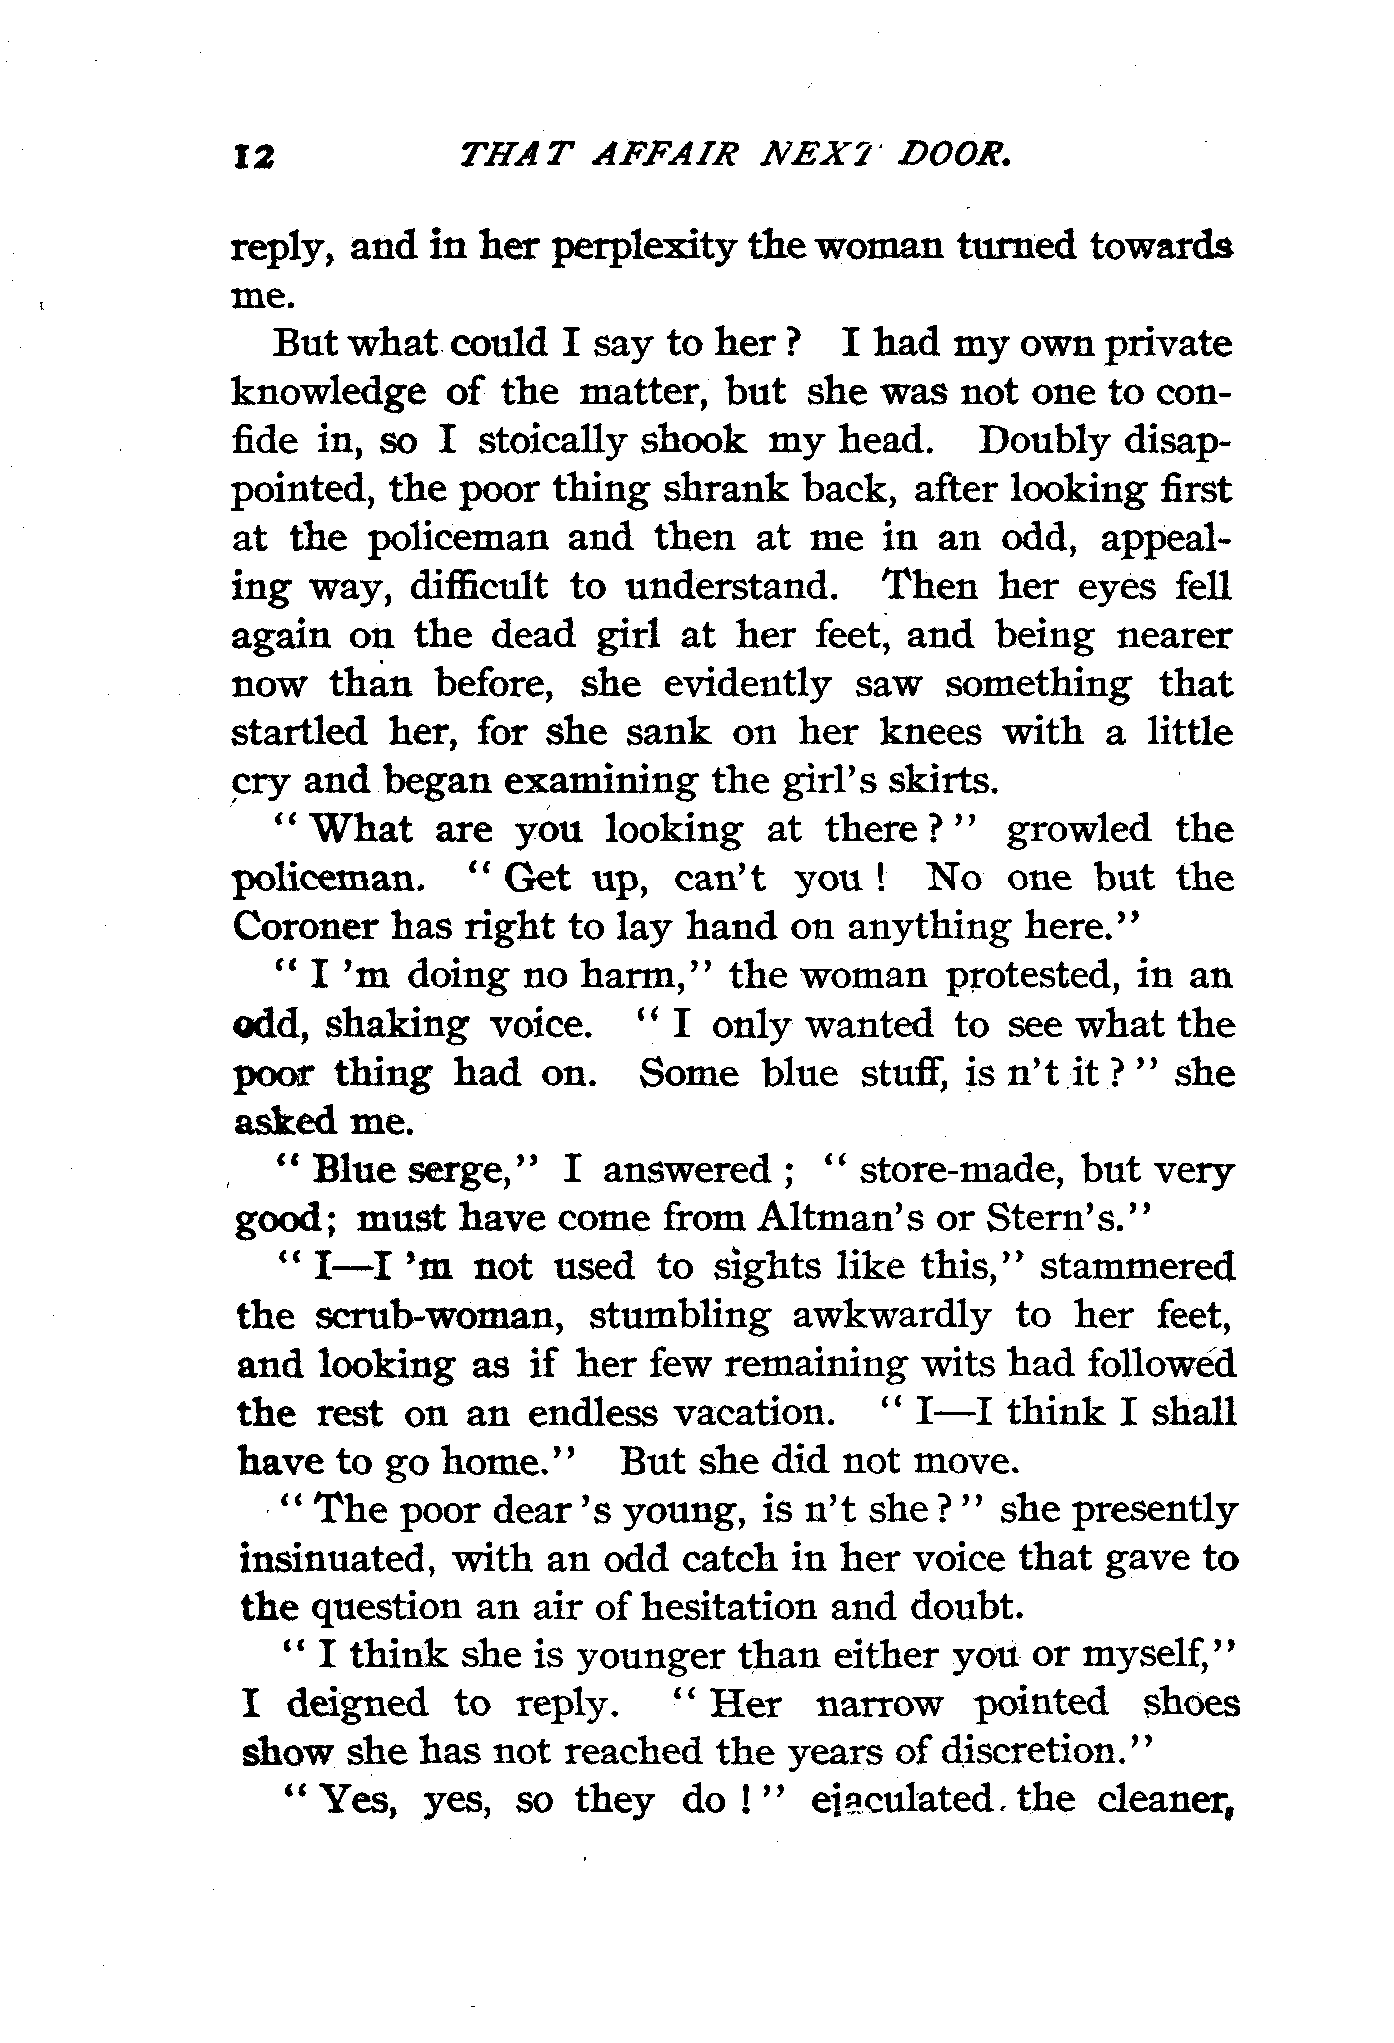 12 THAT AFFAIR NEXT DOOR.
reply, and in her perplexity the woman turned towards
me.
But what could I say to her? I had my own private
knowledge of the matter, but she was not one to con-
fide in, so I stoically shook my head. Doubly disap-
pointed, the poor thing shrank back, after looking first
at the policeman and then at me in an odd, appeal-
ing way, difficult to understand. Then her eyes fell
again on the dead girl at her feet, and being nearer
now than before, she evidently saw something that
startled her, for she sank on her knees with a little
cry and began examining the girl's skirts.
"What are you looking at there?" growled the
policeman. "Get up, can't you! No one but the
Coroner has right to lay hand on anything here."
"I 'm doing no harm," the woman protested, in an
odd, shaking voice. "I only wanted to see what the
poor thing had on. Some blue stuff, is n't it?" she
asked me.
"Blue serge," I answered; "store-made, but very
good; must have come from Altman's or Stern's."
"I—I 'm not used to sights like this," stammered
the scrub-woman, stumbling awkwardly to her feet,
and looking as if her few remaining wits had followed
the rest on an endless vacation. "I—I think I shall
have to go home." But she did not move.
"The poor dear 's young, is n't she?" she presently
insinuated, with an odd catch in her voice that gave to
the question an air of hesitation and doubt.
"I think she is younger than either you or myself,"
I deigned to reply. "Her narrow pointed shoes
show she has not reached the years of discretion."
"Yes, yes, so they do!" ejaculated the cleaner,